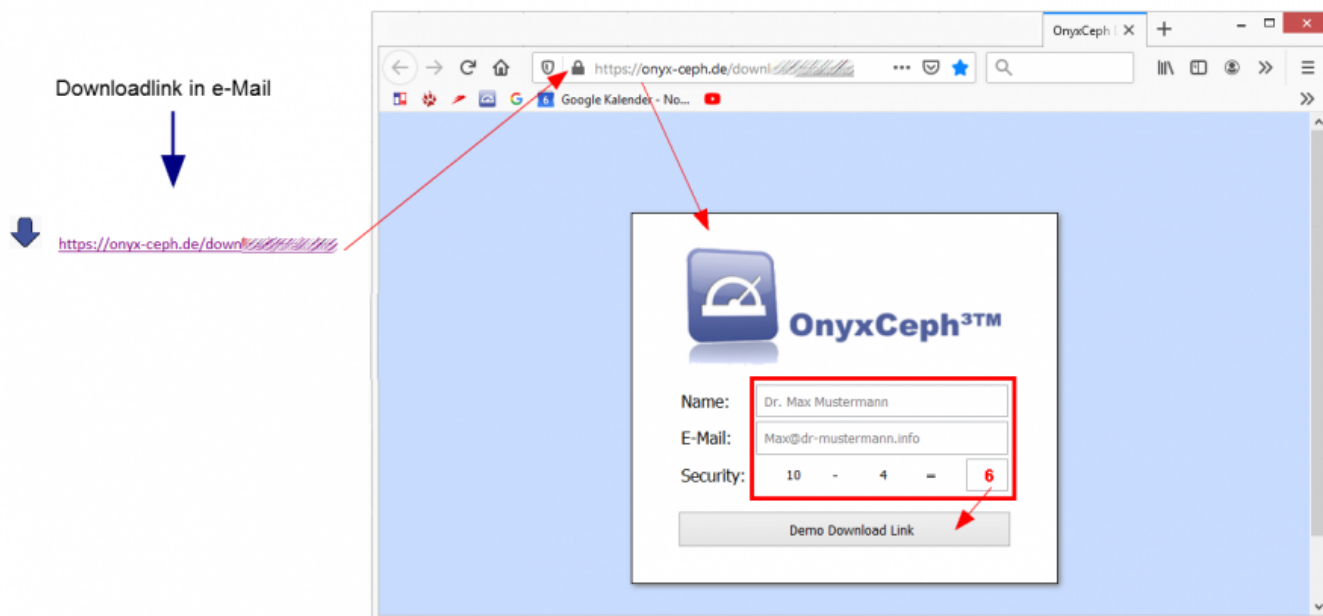 OnyxCeph
Downloadlink in e-Mail
https://onyx-ceph.de/down
Google Kalender - No...
https://onyx-ceph.de/down
OnyxCeph³™
Name: Dr. Max Mustermann
E-Mail: Max@dr-mustermann.info
Security: 10 - 4 = 6
Demo Download Link